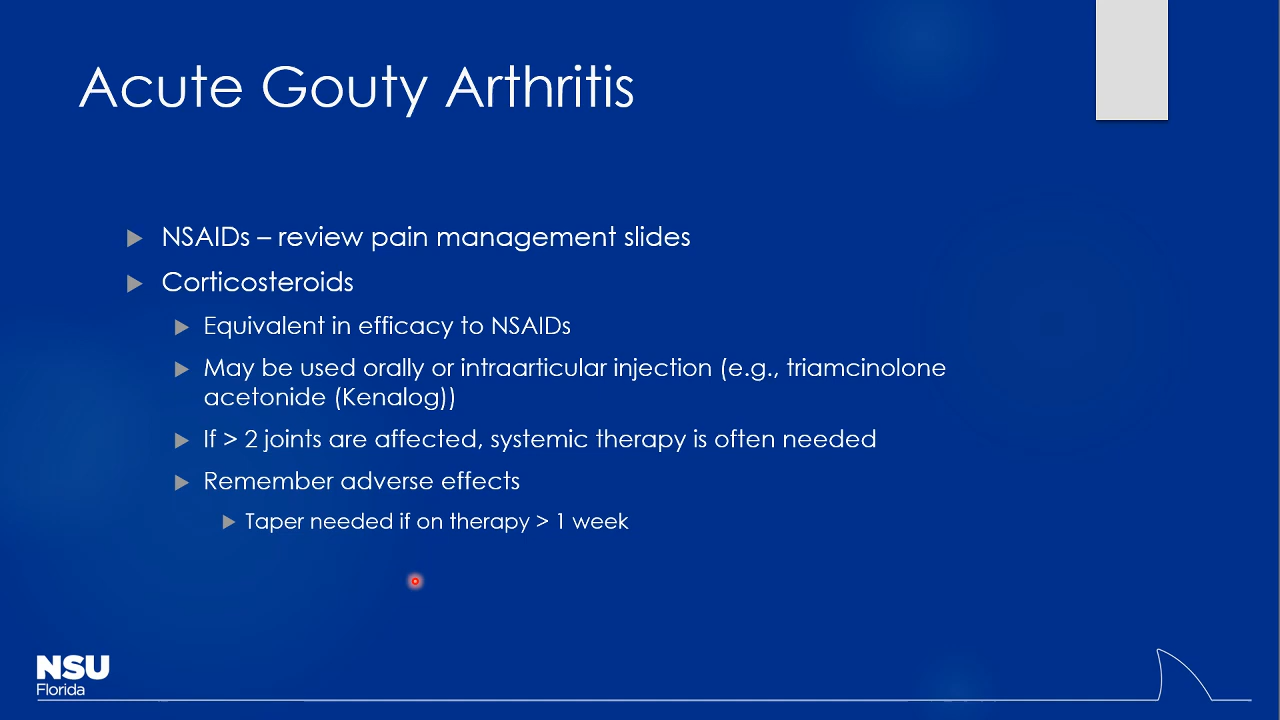 Acute Gouty Arthritis
NSAIDs – review pain management slides
Corticosteroids
Equivalent in efficacy to NSAIDs
May be used orally or intraarticular injection (e.g., triamcinolone
acetonide (Kenalog))
If > 2 joints are affected, systemic therapy is often needed
Remember adverse effects
Taper needed if on therapy > 1 week
NSU
Florida